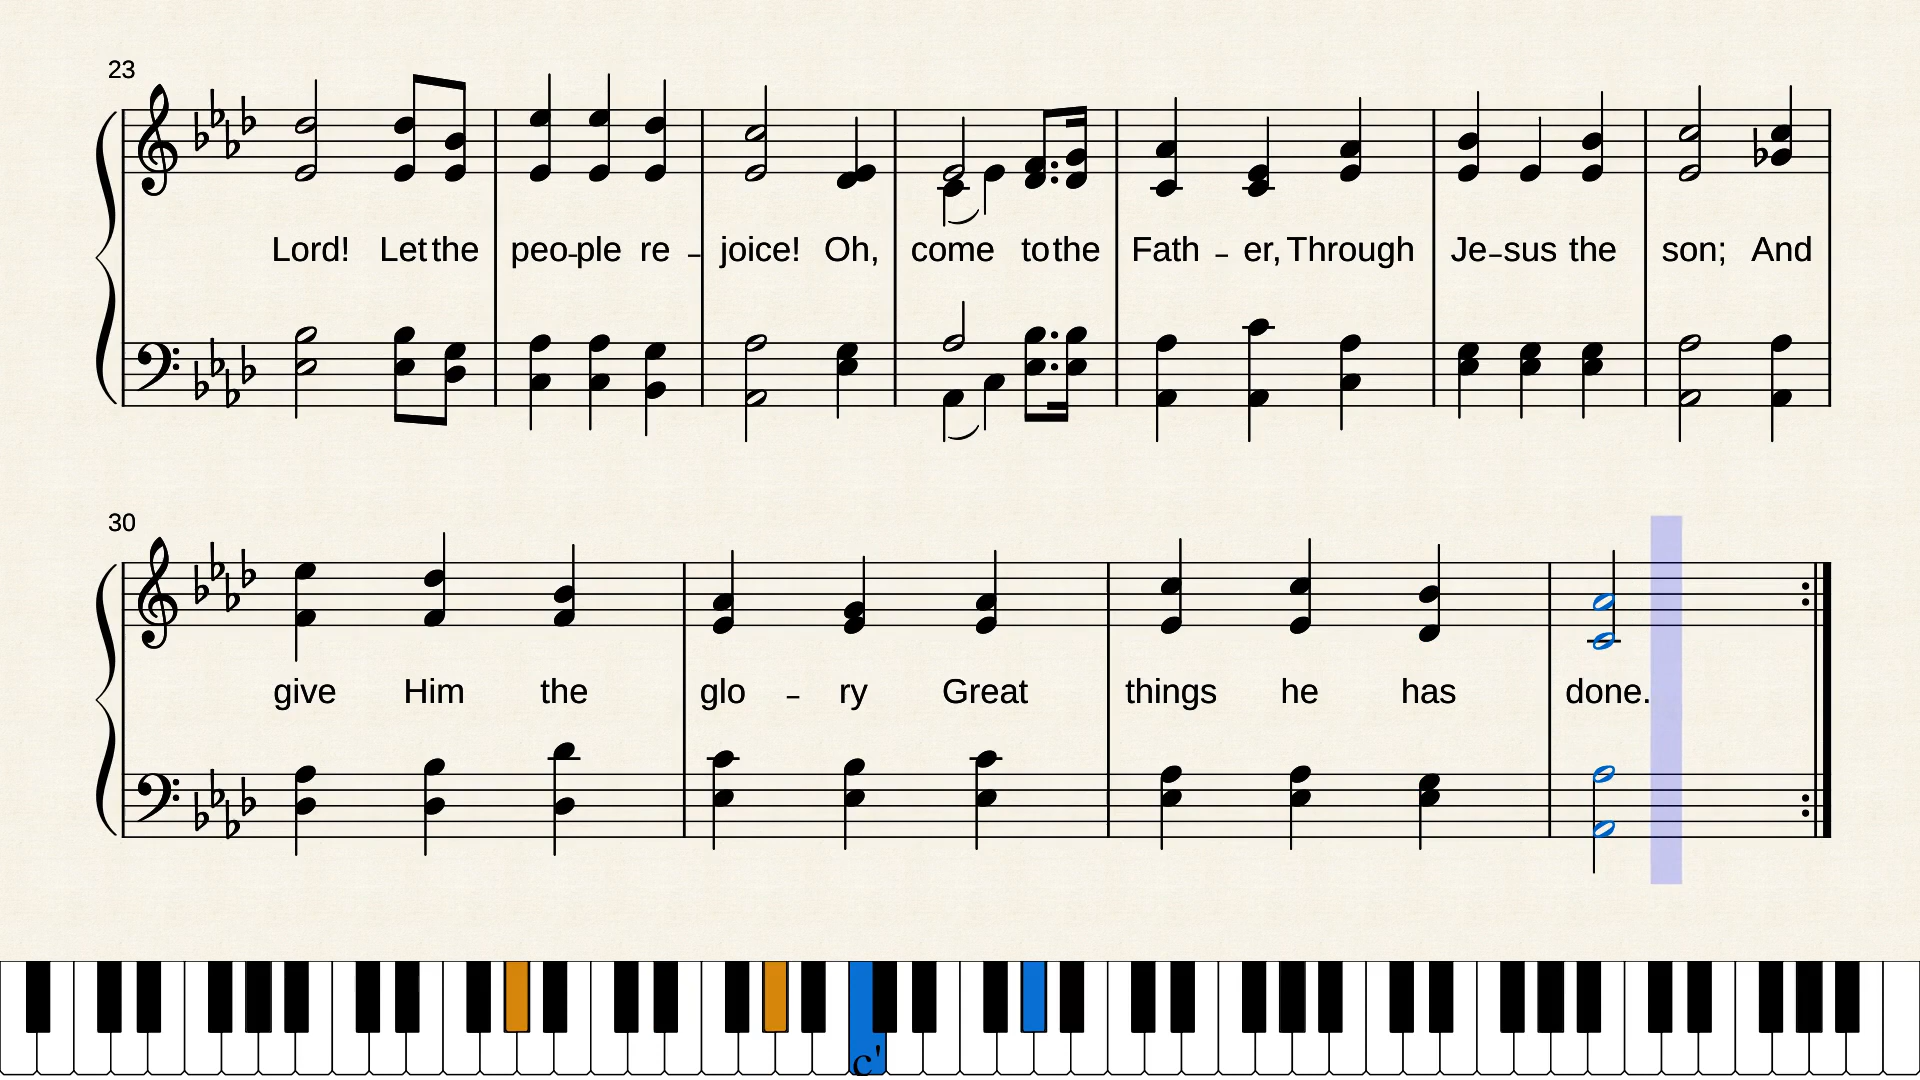 23
Lord! Let the peo-ple re - joice! Oh, come to the Fath - er, Through Je-sus the son; And
30
give Him the glo - ry Great things he has done.
c'